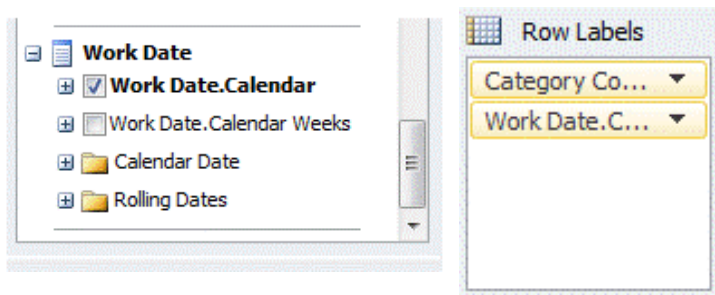 Work Date
Work Date.Calendar
Work Date.Calendar Weeks
Calendar Date
Rolling Dates
Row Labels
Category Co...
Work Date.C...